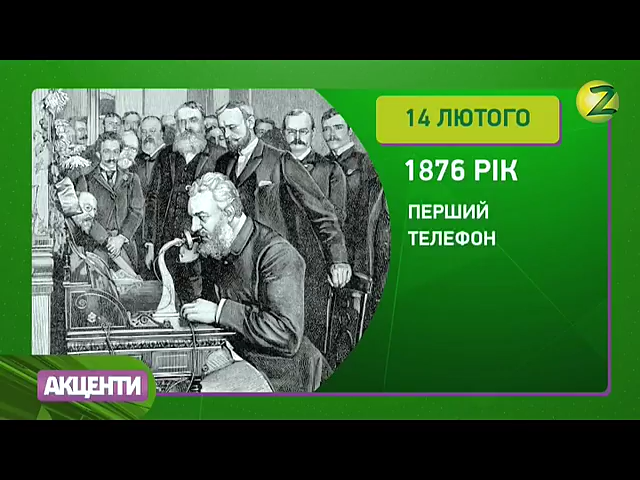 Z
14 ЛЮТОГО
1876 РІК
ПЕРШИЙ
ТЕЛЕФОН
АКЦЕНТИ